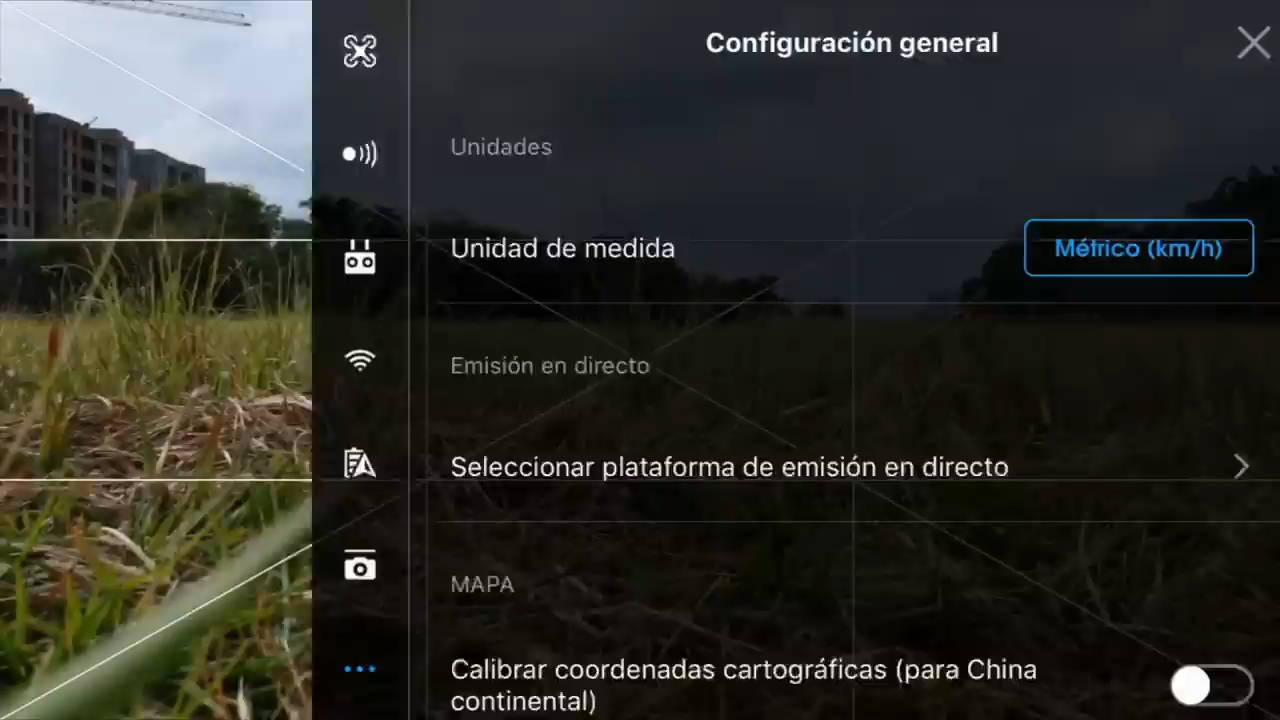 Configuración general
Unidades
Unidad de medida
Métrico (km/h)
Emisión en directo
Seleccionar plataforma de emisión en directo
MAPA
Calibrar coordenadas cartográficas (para China
continental)